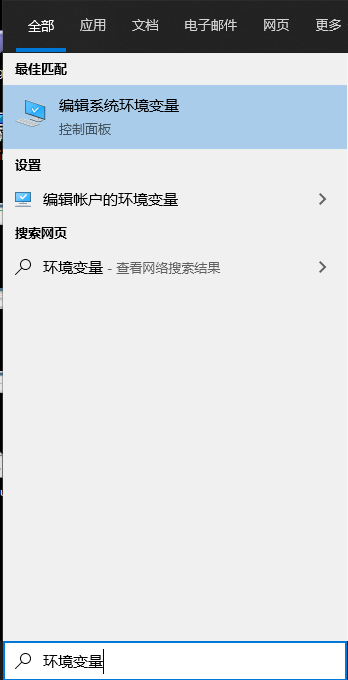 全部 应用 文档 电子邮件 网页 更多
最佳匹配
编辑系统环境变量
控制面板
设置
编辑帐户的环境变量
搜索网页
环境变量 - 查看网络搜索结果
环境变量